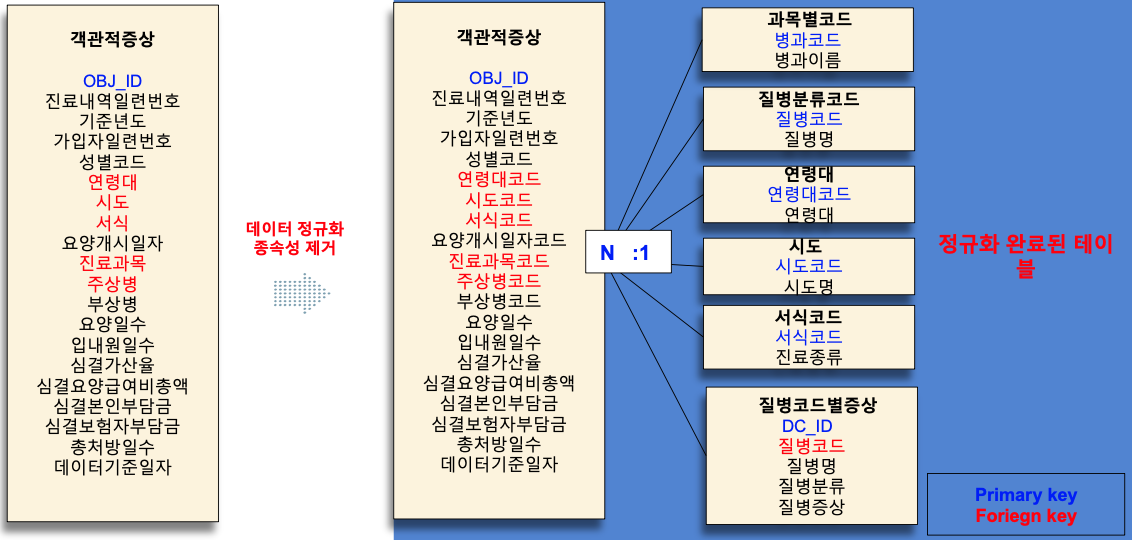 객관적증상
OBJ_ID
진료내역일련번호
기준년도
가입자일련번호
성별코드
연령대
시도
서식
요양개시일자
진료과목
주상병
부상병
요양일수
입내원일수
심결가산율
심결요양급여비총액
심결본인부담금
심결보험자부담금
총처방일수
데이터기준일자
데이터 정규화
종속성 제거
객관적증상
OBJ_ID
진료내역일련번호
기준년도
가입자일련번호
성별코드
연령대코드
시도코드
서식코드
요양개시일자코드
진료과목코드
주상병코드
부상병코드
요양일수
입내원일수
심결가산율
심결요양급여비총액
심결본인부담금
심결보험자부담금
총처방일수
데이터기준일자
N :1
과목별코드
병과코드
병과이름
질병분류코드
질병코드
질병명
연령대
연령대코드
연령대
시도
시도코드
시도명
서식코드
서식코드
진료종류
질병코드별증상
DC_ID
질병코드
질병명
질병분류
질병증상
정규화 완료된 테이
블
Primary key
Foriegn key